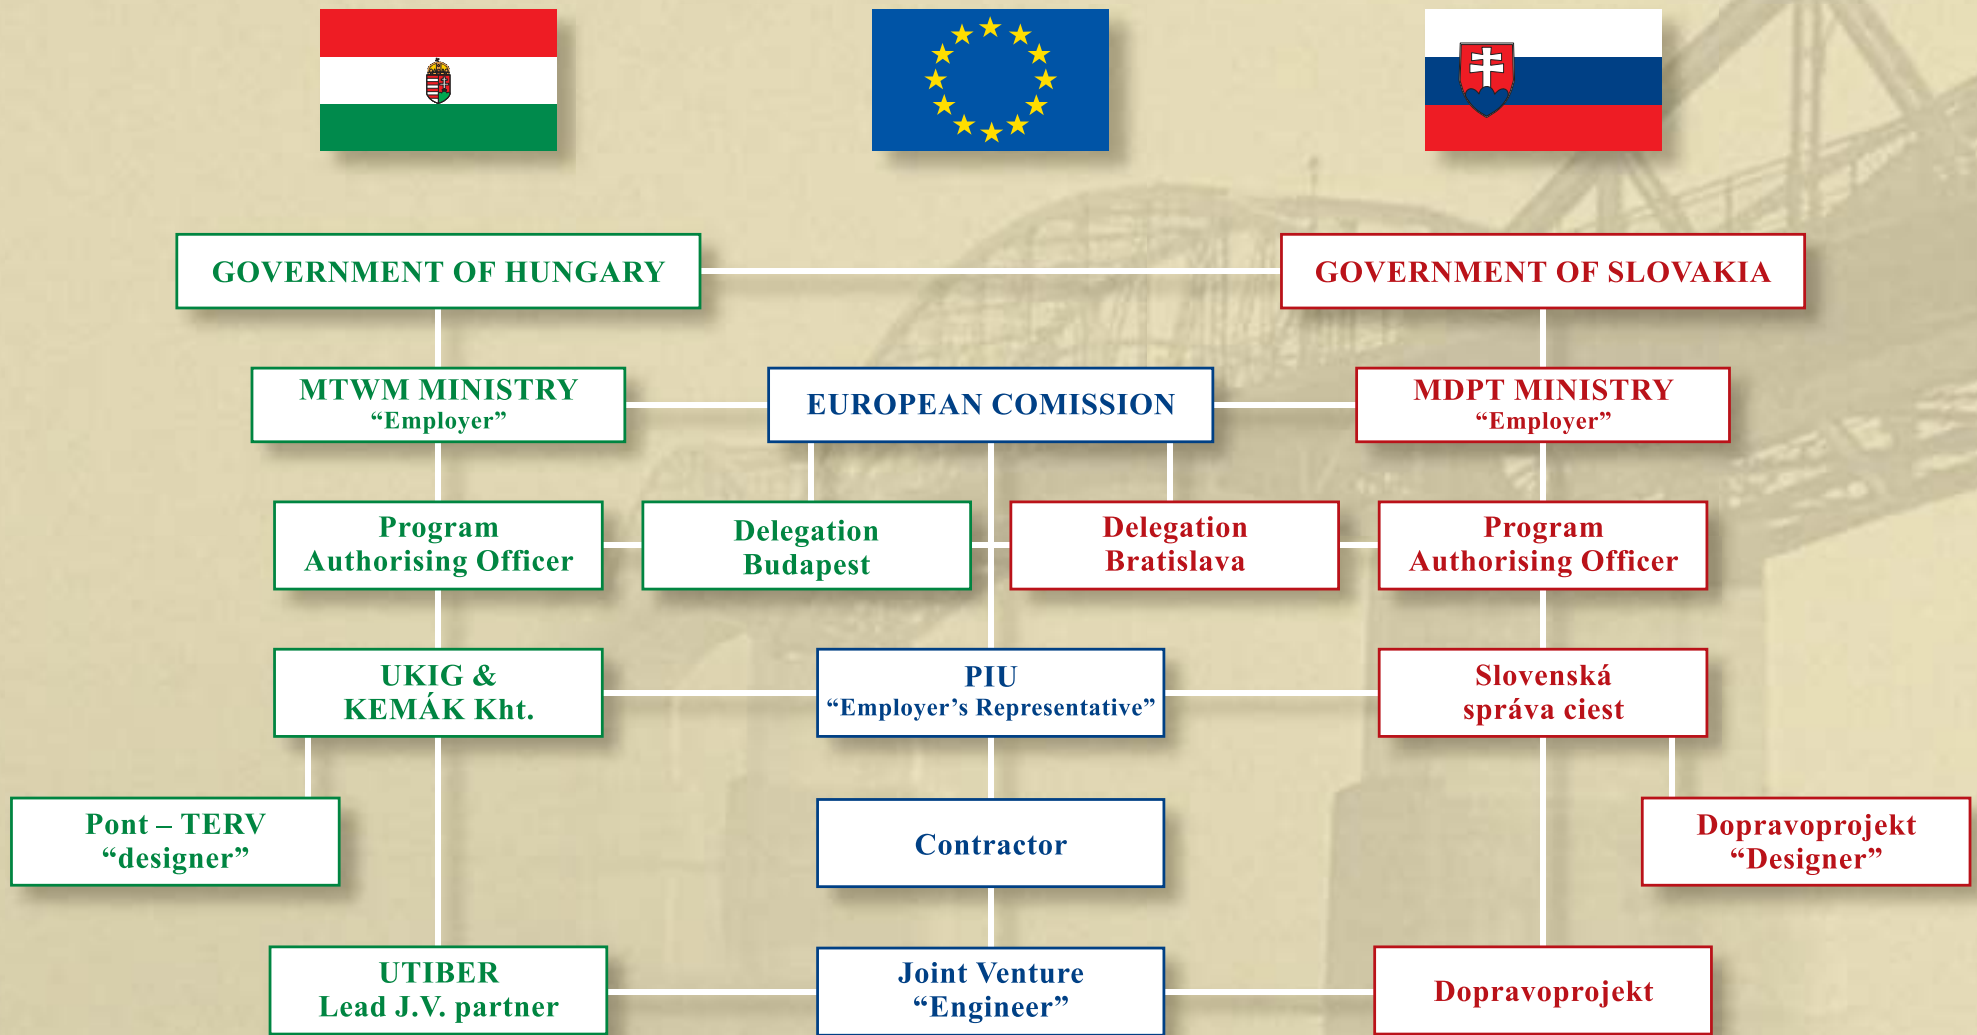 GOVERNMENT OF HUNGARY
GOVERNMENT OF SLOVAKIA
MTWM MINISTRY
“Employer”
EUROPEAN COMISSION
MDPT MINISTRY
“Employer”
Program
Authorising Officer
Delegation
Budapest
Delegation
Bratislava
Program
Authorising Officer
UKIG &
KEMÁK Kht.
PIU
“Employer’s Representative”
Slovenská
správa ciest
Pont – TERV
“designer”
Contractor
Dopravoprojekt
“Designer”
UTIBER
Lead J.V. partner
Joint Venture
“Engineer”
Dopravoprojekt